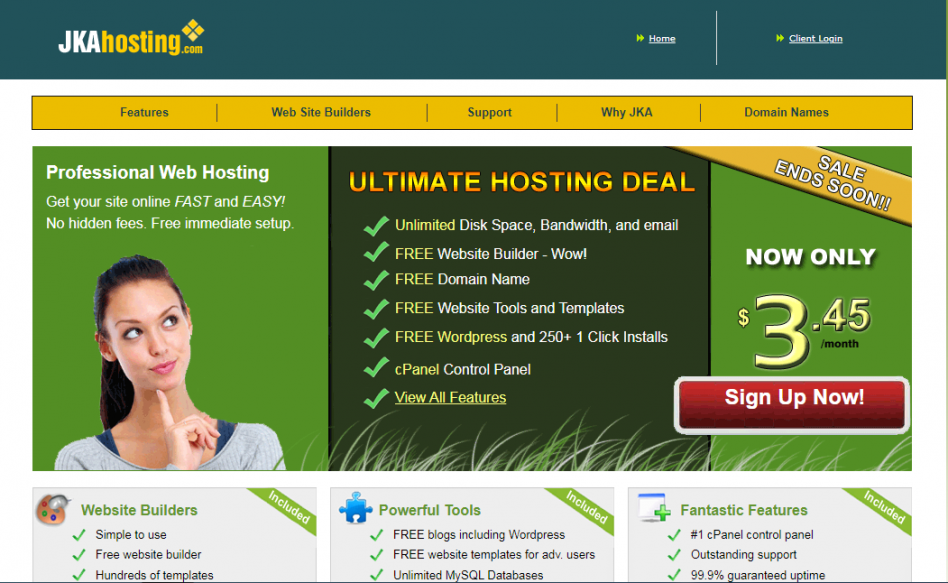 JKAhosting.com
Home
Client Login
Features
Web Site Builders
Support
Why JKA
Domain Names
Professional Web Hosting
Get your site online FAST and EASY!
No hidden fees. Free immediate setup.
ULTIMATE HOSTING DEAL
Unlimited Disk Space, Bandwidth, and email
FREE Website Builder - Wow!
FREE Domain Name
FREE Website Tools and Templates
FREE Wordpress and 250+ 1 Click Installs
cPanel Control Panel
View All Features
SALE
ENDS SOON!!
NOW ONLY
$3.45
/month
Sign Up Now!
Website Builders
Included
Simple to use
Free website builder
Hundreds of templates
Powerful Tools
Included
FREE blogs including Wordpress
FREE website templates for adv. users
Unlimited MySQL Databases
Fantastic Features
Included
#1 cPanel control panel
Outstanding support
99.9% guaranteed uptime